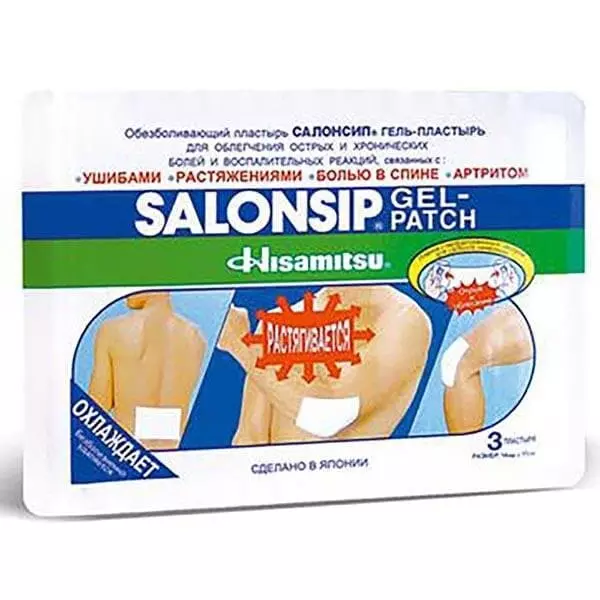 Обезболивающий пластырь САЛОНСИП® ГЕЛЬ-ПЛАСТЫРЬ
ДЛЯ ОБЛЕГЧЕНИЯ ОСТРЫХ И ХРОНИЧЕСКИХ
БОЛЕЙ И ВОСПАЛИТЕЛЬНЫХ РЕАКЦИЙ, связанных с:
•УШИБАМИ •РАСТЯЖЕНИЯМИ •БОЛЬЮ В СПИНЕ •АРТРИТОМ
SALONSIP® GEL-
PATCH
Hisamitsu®
РАСТЯГИВАЕТСЯ
ОХЛАЖДАЕТ
3 ПЛАСТЫРЯ
РАЗМЕР:
СДЕЛАНО В ЯПОНИИ